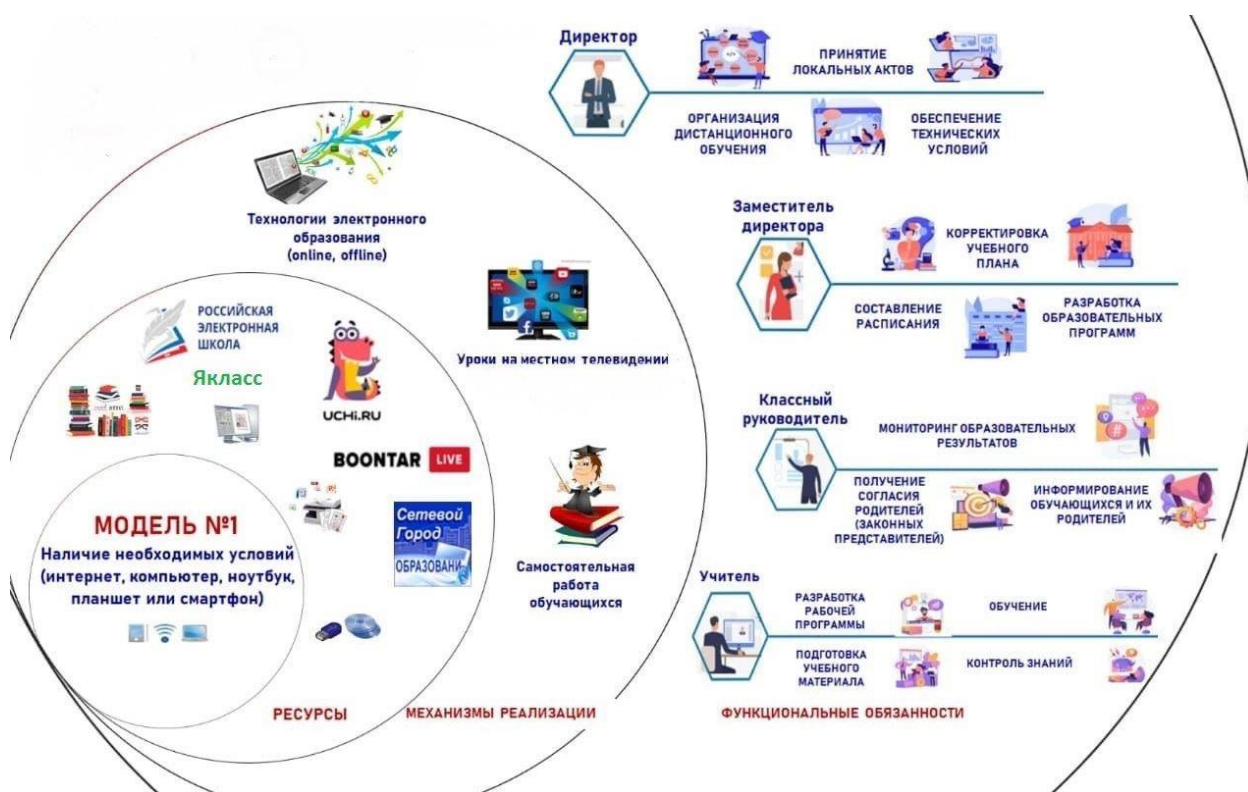 Директор
ПРИНЯТИЕ
ЛОКАЛЬНЫХ АКТОВ
ОРГАНИЗАЦИЯ
ДИСТАНЦИОННОГО
ОБУЧЕНИЯ
ОБЕСПЕЧЕНИЕ
ТЕХНИЧЕСКИХ
УСЛОВИЙ
Технологии электронного
образования
(online, offline)
Заместитель
директора
КОРРЕКТИРОВКА
УЧЕБНОГО
ПЛАНА
СОСТАВЛЕНИЕ
РАСПИСАНИЯ
РАЗРАБОТКА
ОБРАЗОВАТЕЛЬНЫХ
ПРОГРАММ
РОССИЙСКАЯ
ЭЛЕКТРОННАЯ
ШКОЛА
Якласс
UCHi.RU
Уроки на местном телевидении
Классный
руководитель
МОНИТОРИНГ ОБРАЗОВАТЕЛЬНЫХ
РЕЗУЛЬТАТОВ
ПОЛУЧЕНИЕ
СОГЛАСИЯ
РОДИТЕЛЕЙ
(ЗАКОННЫХ
ПРЕДСТАВИТЕЛЕЙ)
ИНФОРМИРОВАНИЕ
ОБУЧАЮЩИХСЯ И ИХ
РОДИТЕЛЕЙ
BOONTAR LIVE
Сетевой
Город
ОБРАЗОВАНИ
МОДЕЛЬ №1
Наличие необходимых условий
(интернет, компьютер, ноутбук,
планшет или смартфон)
Самостоятельная
работа
обучающихся
Учитель
РАЗРАБОТКА
РАБОЧЕЙ
ПРОГРАММЫ
ОБУЧЕНИЕ
ПОДГОТОВКА
УЧЕБНОГО
МАТЕРИАЛА
КОНТРОЛЬ ЗНАНИЙ
РЕСУРСЫ
МЕХАНИЗМЫ РЕАЛИЗАЦИИ
ФУНКЦИОНАЛЬНЫЕ ОБЯЗАННОСТИ